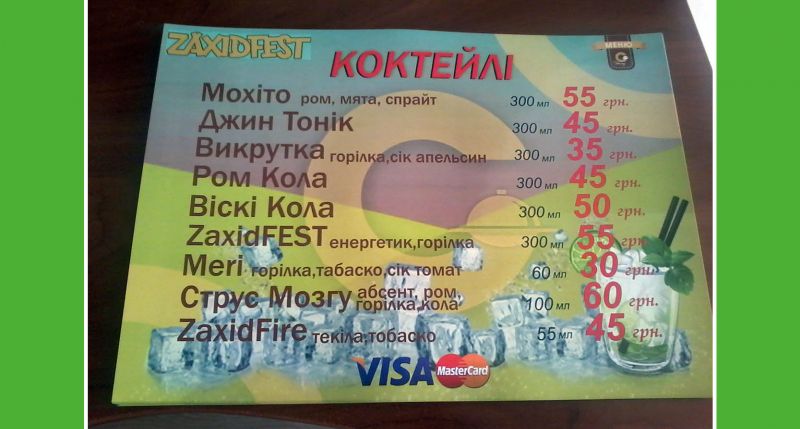 ZAXIDFEST
МЕНЮ
КОКТЕЙЛІ
Мохіто ром, мята, спрайт 300 мл 55 грн.
Джин Тонік 300 мл 45 грн.
Викрутка горілка,сік апельсин 300 мл 35 грн.
Ром Кола 300 мл 45 грн.
Віскі Кола 300 мл 50 грн.
ZaxidFEST енергетик,горілка 300 мл 55 грн.
Мегі горілка,табаско,сік томат 60 мл 30 грн.
Струс Мозгу абсент, ром, горілка,кола 100 мл 60 грн.
ZaxidFire текіла,тобаско 55 мл 45 грн.
VISA MasterCard